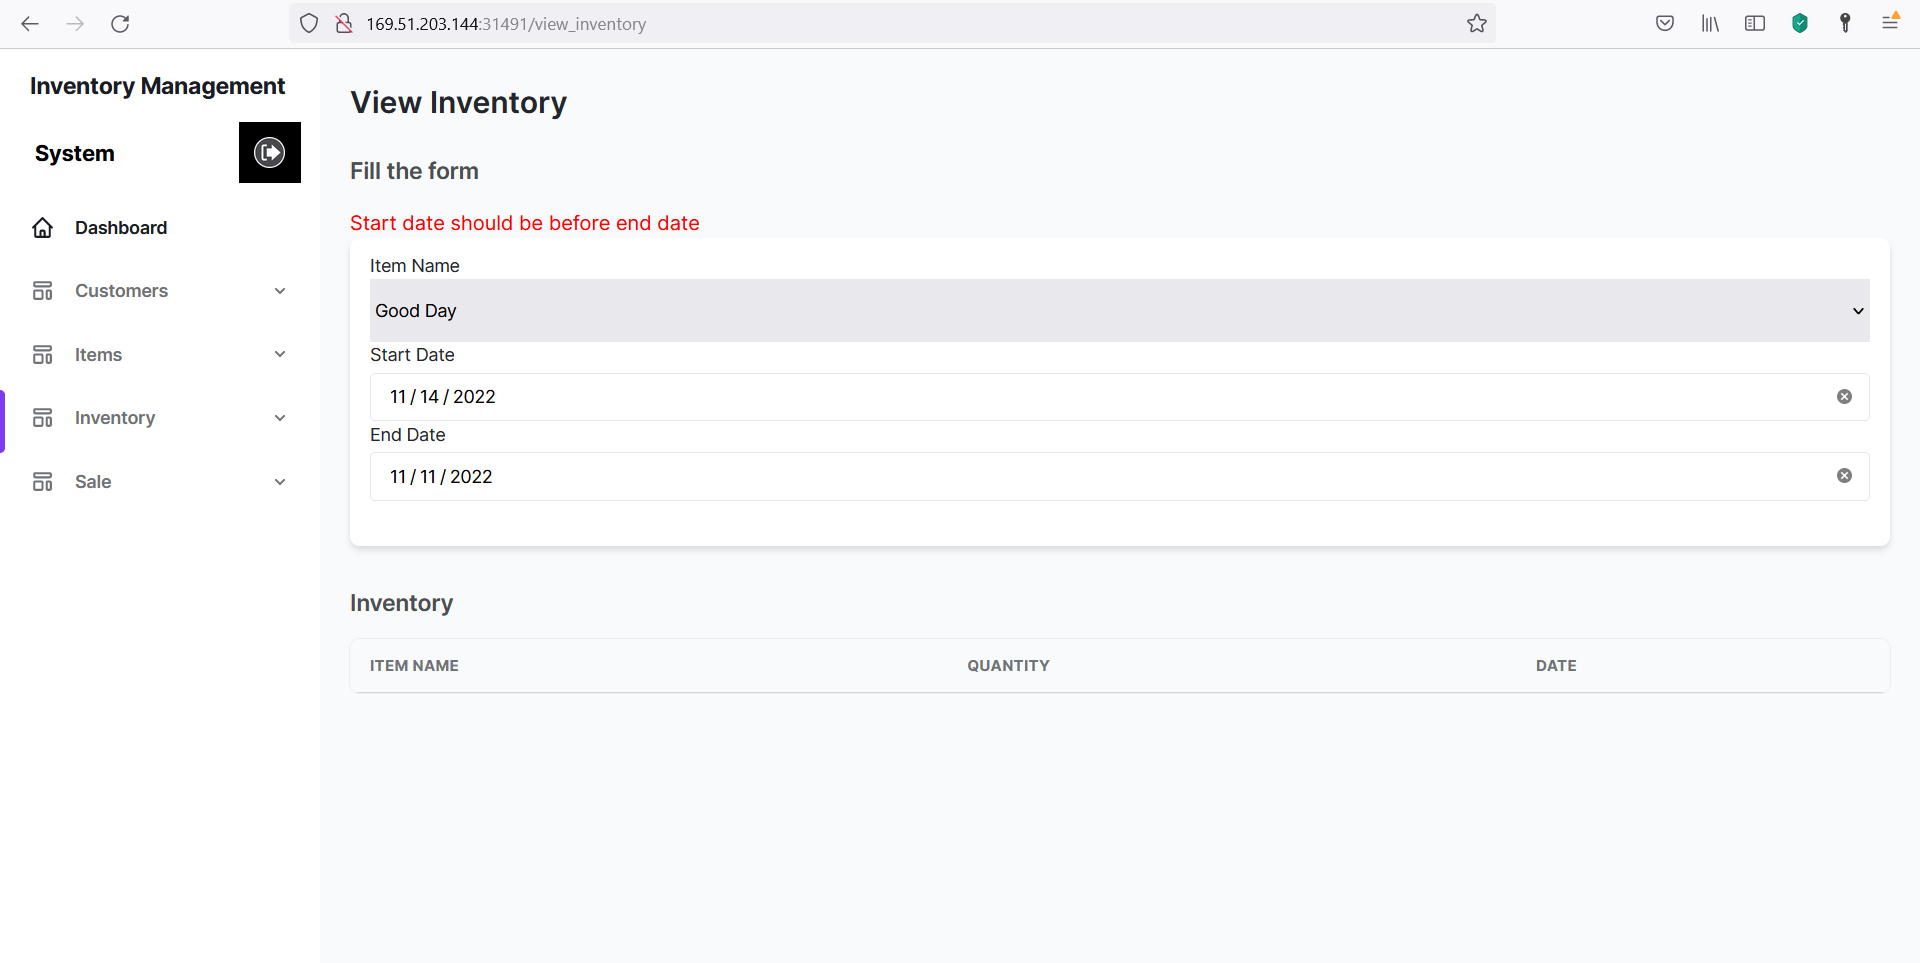 169.51.203.144:31491/view_inventory
Inventory Management
System
Dashboard
Customers
Items
Inventory
Sale
View Inventory
Fill the form
Start date should be before end date
Item Name
Good Day
Start Date
11 / 14 / 2022
End Date
11 / 11 / 2022
Inventory
ITEM NAME QUANTITY DATE